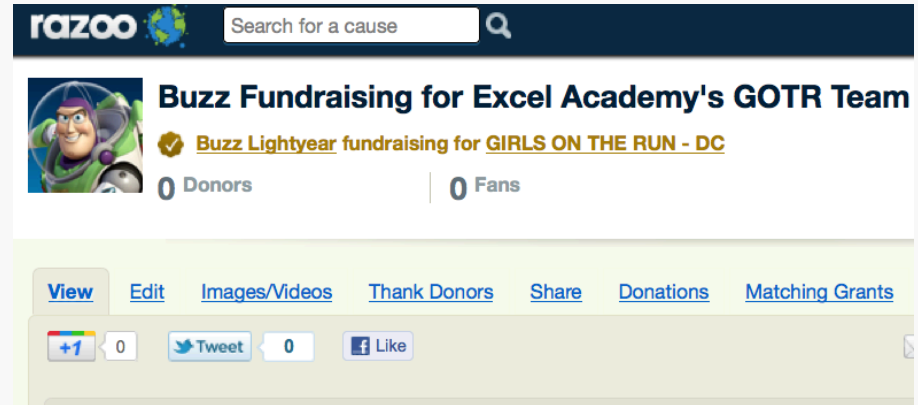 razoo Search for a cause
Buzz Fundraising for Excel Academy's GOTR Team
Buzz Lightyear fundraising for GIRLS ON THE RUN - DC
0 Donors 0 Fans
View Edit Images/Videos Thank Donors Share Donations Matching Grants
+1 0 Tweet 0 Like